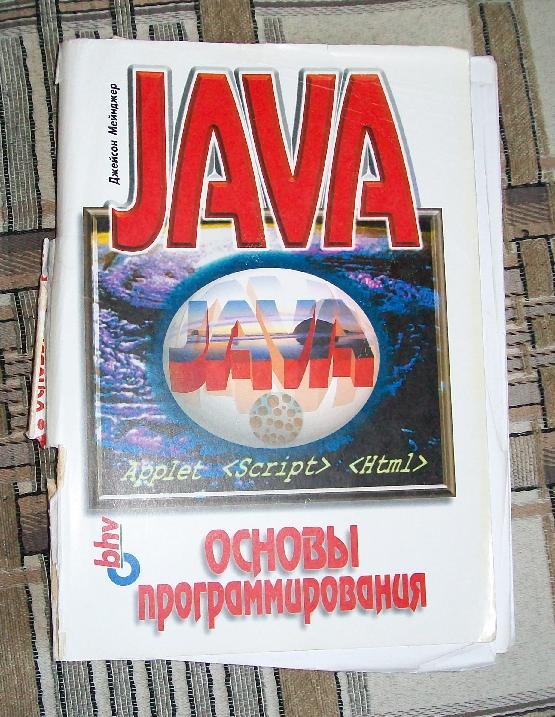 Джейсон Мейнджер
JAVA
JAVA
Applet <Script> <Html>
bhv
ОСНОВЫ
программирования